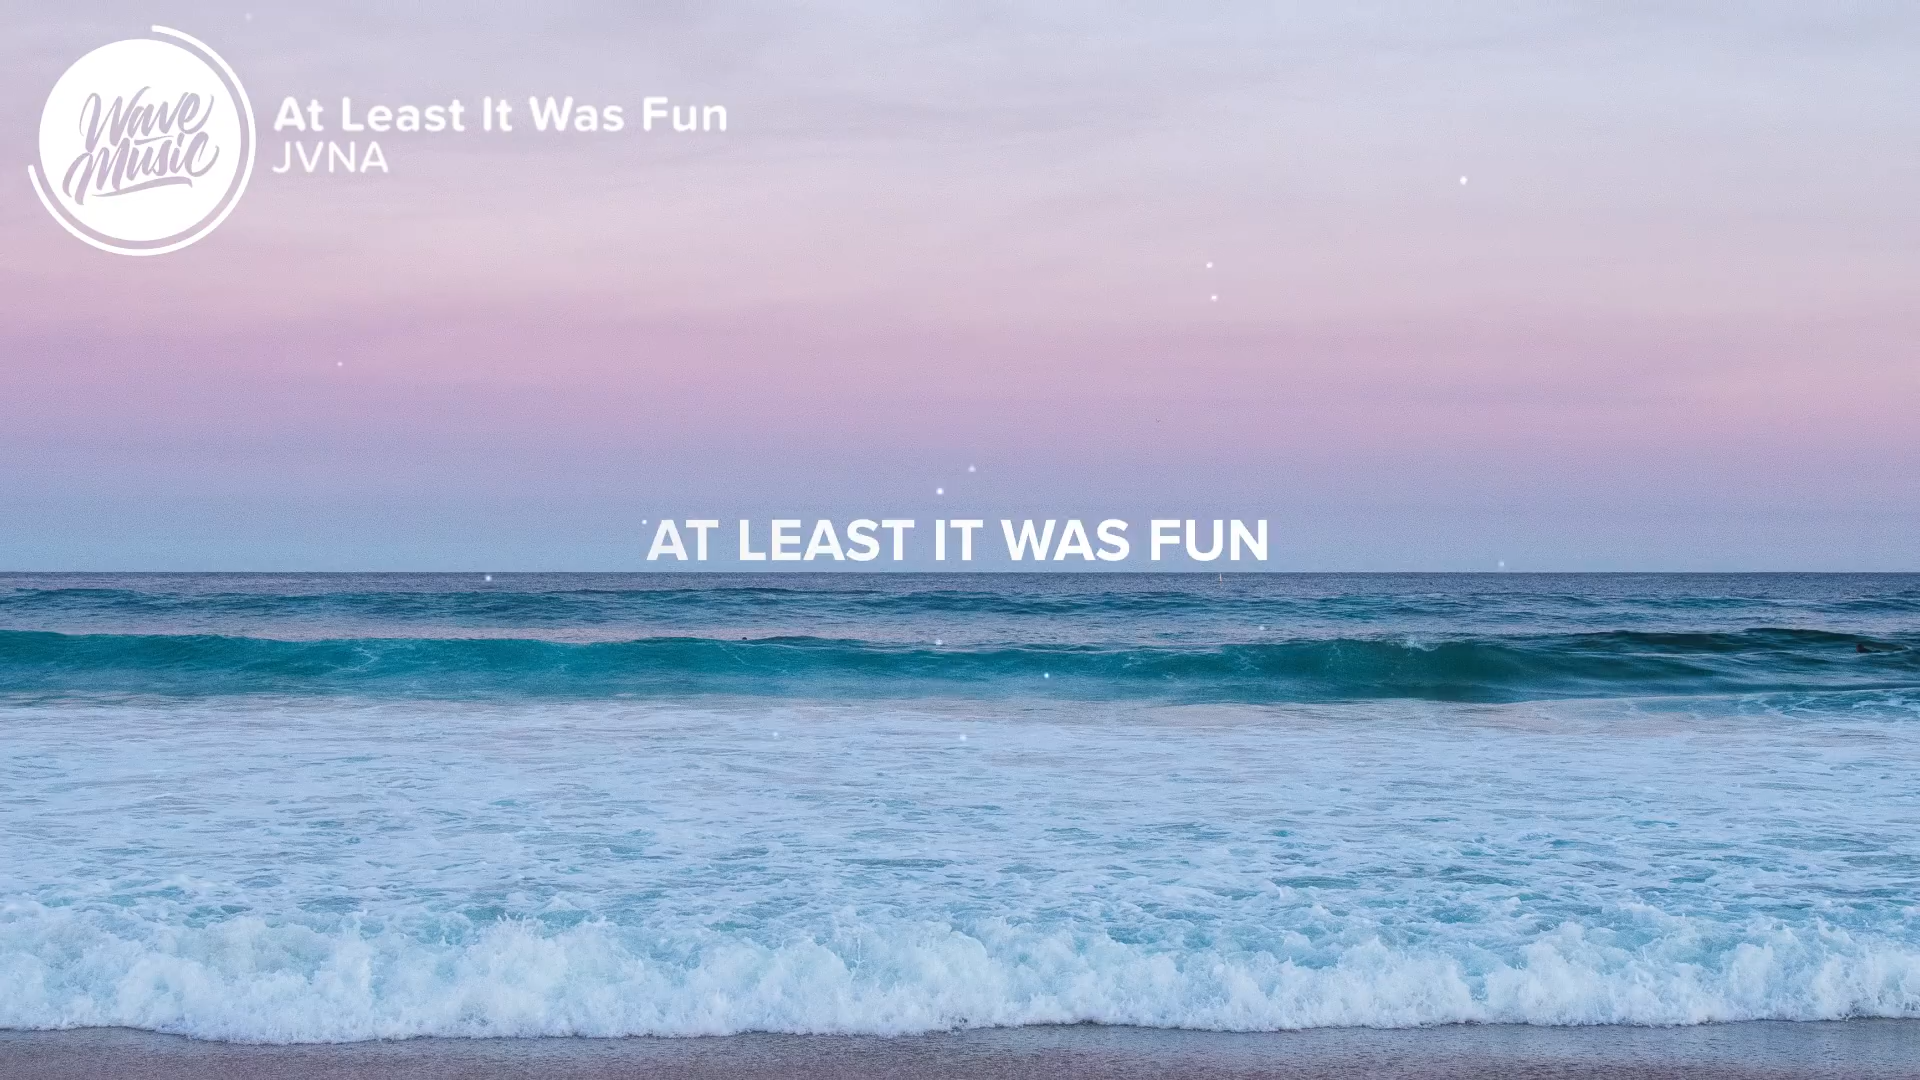 Wave
Music
At Least It Was Fun
JVNA
AT LEAST IT WAS FUN